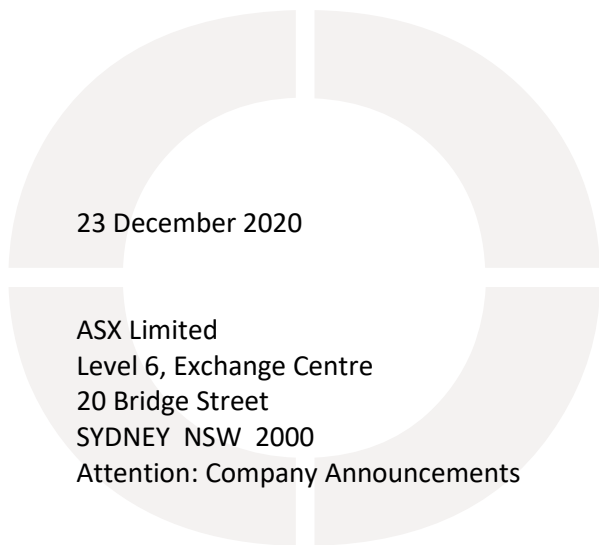 23 December 2020
ASX Limited
Level 6, Exchange Centre
20 Bridge Street
SYDNEY  NSW  2000
Attention: Company Announcements